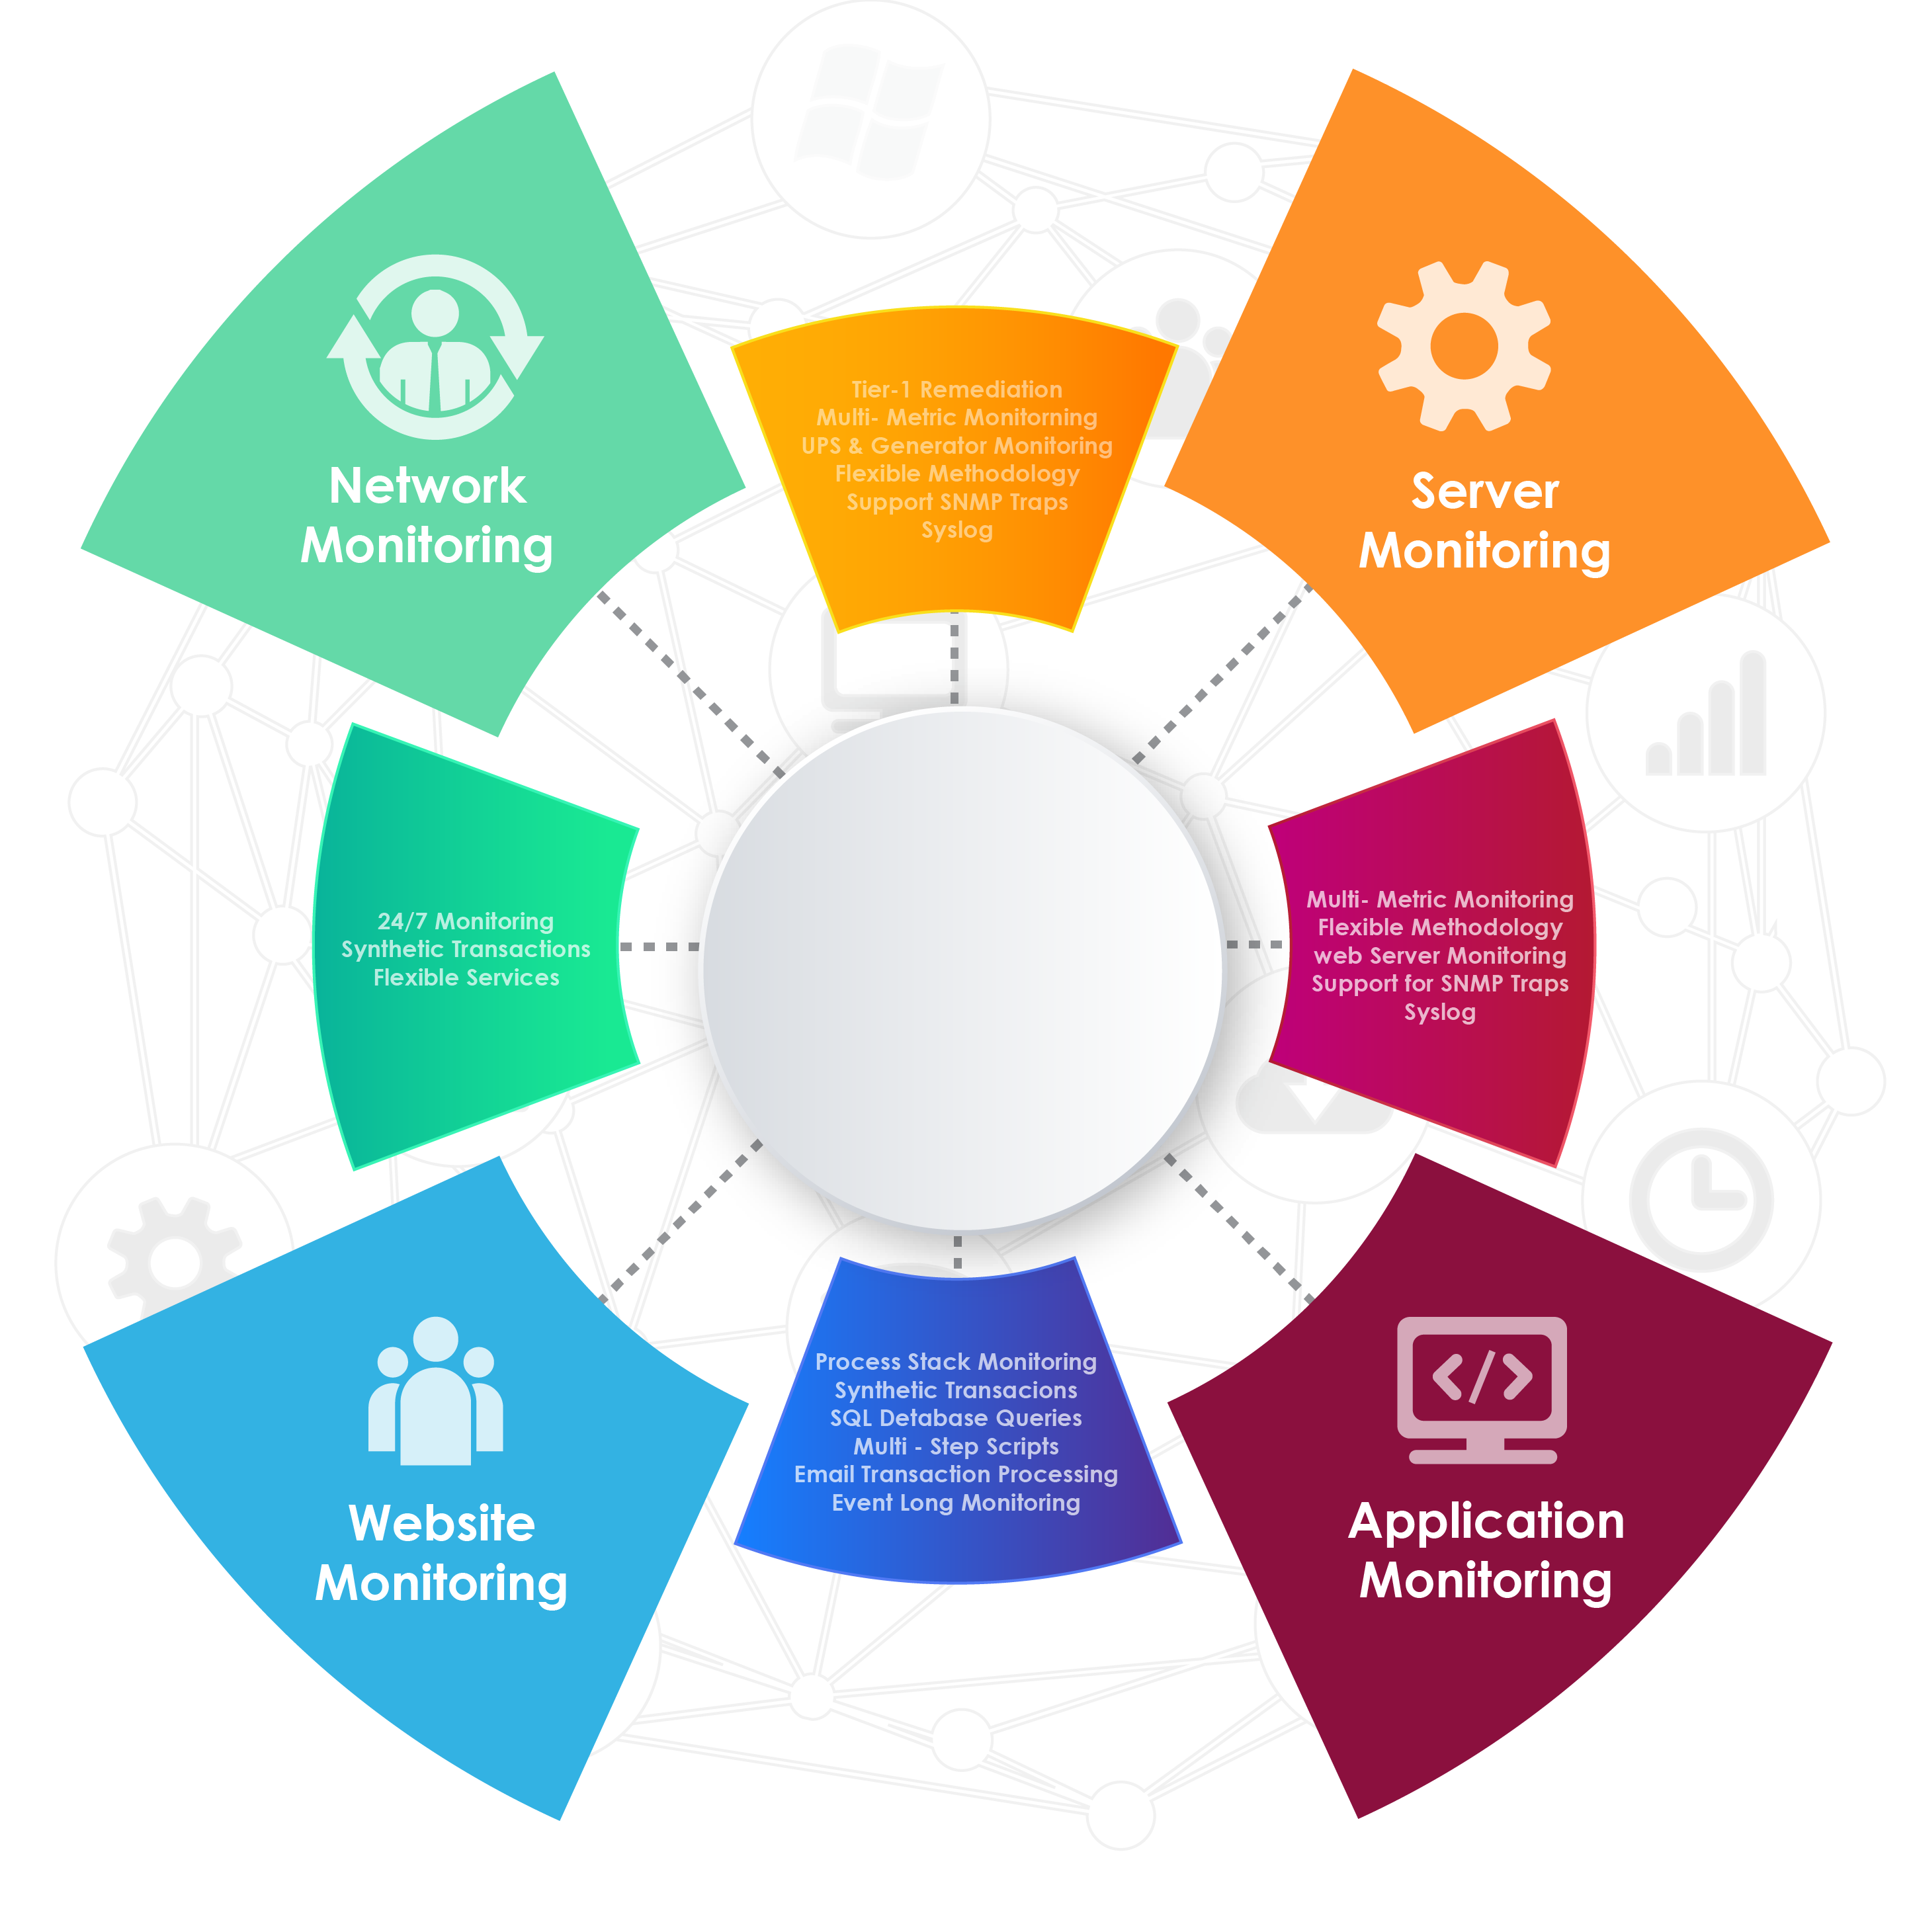 Network
Monitoring
Tier-1 Remediation
Multi- Metric Monitorning
UPS & Generator Monitoring
Flexible Methodology
Support SNMP Traps
Syslog
Server
Monitoring
24/7 Monitoring
Synthetic Transactions
Flexible Services
Multi- Metric Monitoring
Flexible Methodology
web Server Monitoring
Support for SNMP Traps
Syslog
Website
Monitoring
Process Stack Monitoring
Synthetic Transacions
SQL Detabase Queries
Multi - Step Scripts
Email Transaction Processing
Event Long Monitoring
</>
Application
Monitoring